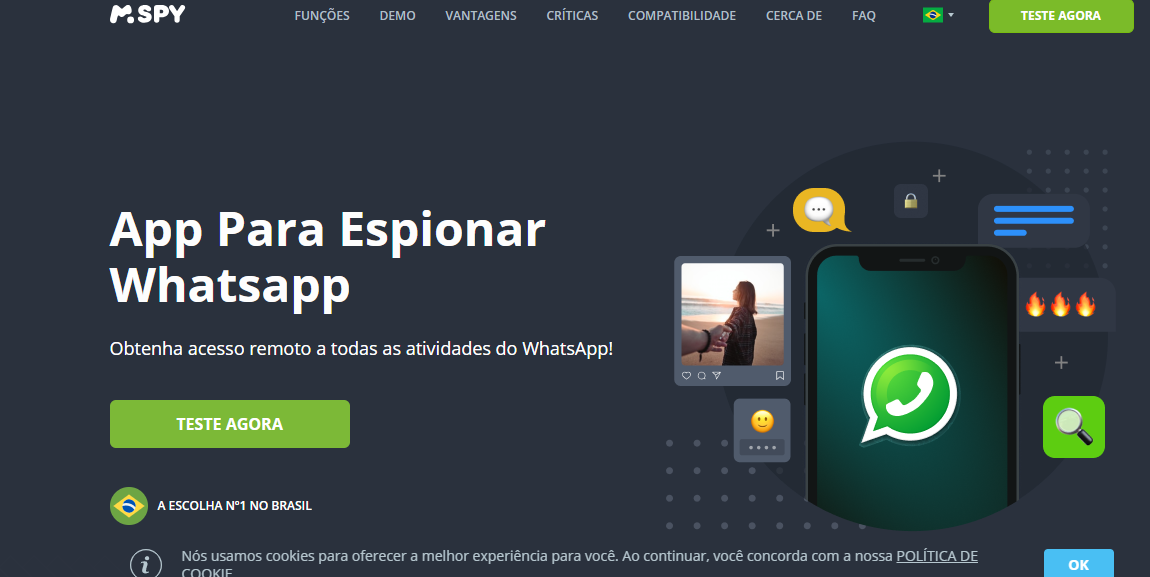 M.SPY
FUNÇÕES
DEMO
VANTAGENS
CRÍTICAS
COMPATIBILIDADE
CERCA DE
FAQ
TESTE AGORA
App Para Espionar
Whatsapp
Obtenha acesso remoto a todas as atividades do WhatsApp!
TESTE AGORA
A ESCOLHA Nº1 NO BRASIL
Nós usamos cookies para oferecer a melhor experiência para você. Ao continuar, você concorda com a nossa POLÍTICA DE
COOKIE
OK